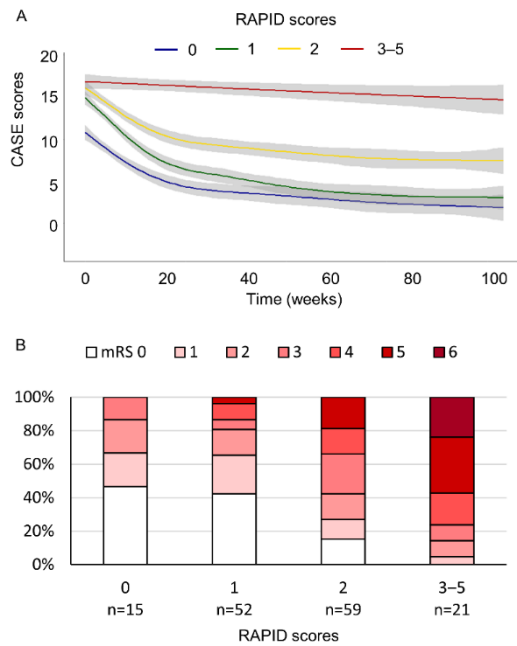 A
RAPID scores
0 1 2 3–5
CASE scores
20
15
10
5
0
0 20 40 60 80 100
Time (weeks)
B
mRS 0 1 2 3 4 5 6
100%
80%
60%
40%
20%
0%
0 1 2 3–5
n=15 n=52 n=59 n=21
RAPID scores